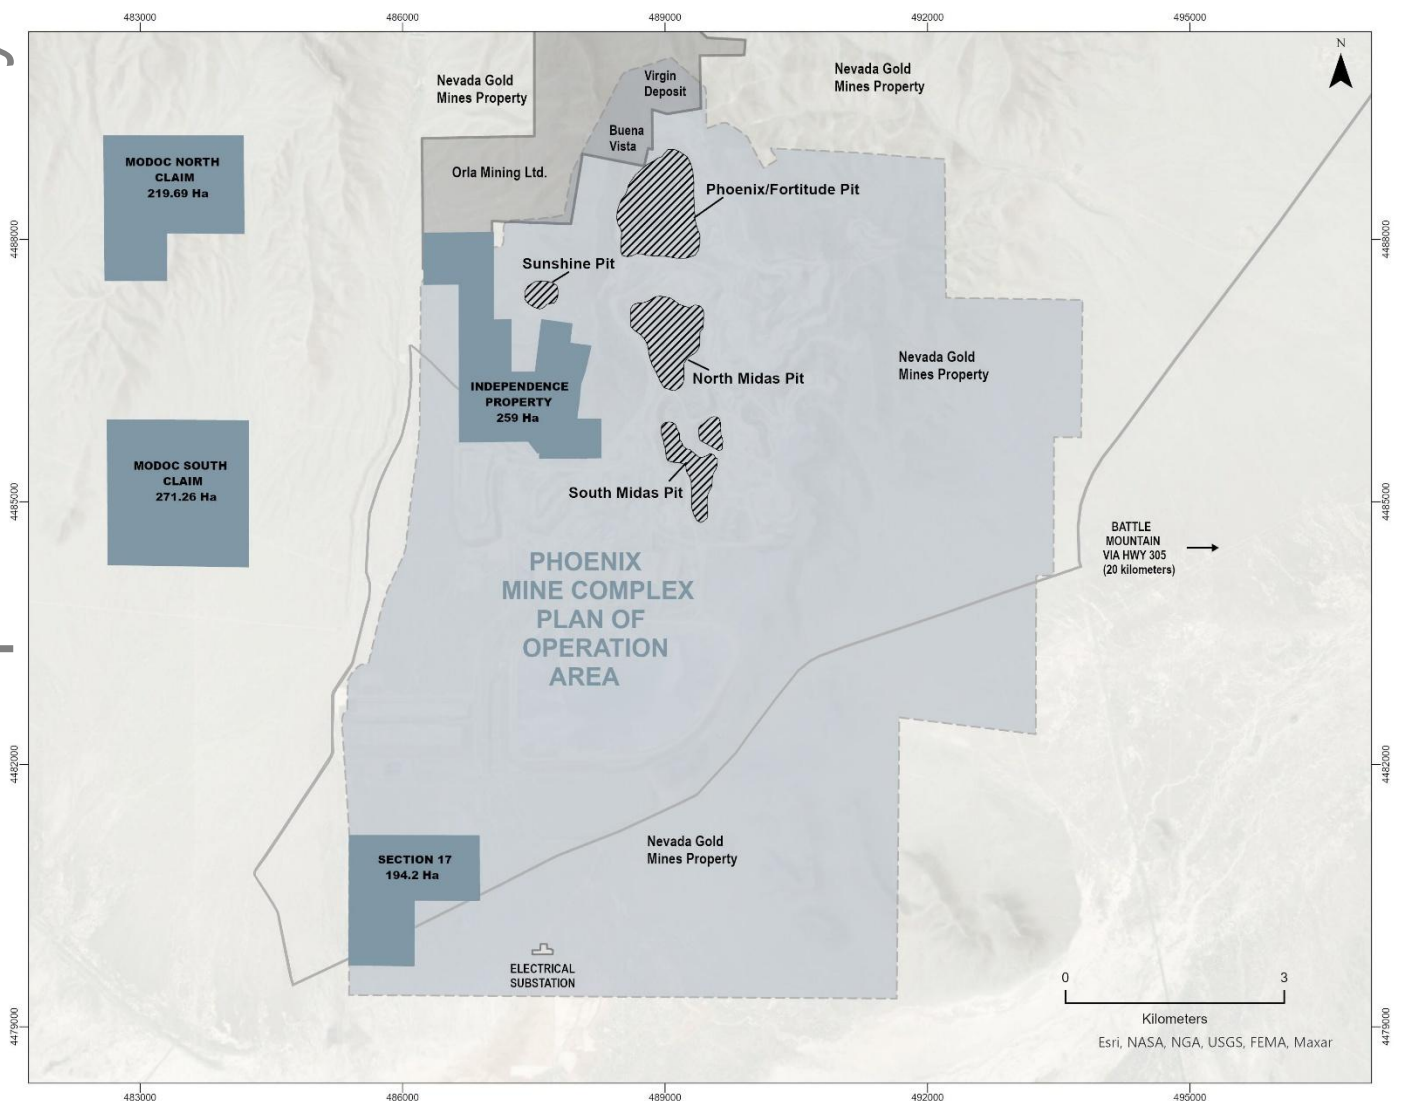 483000
486000
489000
492000
495000
N
Nevada Gold
Mines Property
Virgin
Deposit
Nevada Gold
Mines Property
Buena
Vista
MODOC NORTH
CLAIM
219.69 Ha
Orla Mining Ltd.
Phoenix/Fortitude Pit
4488000
4488000
Sunshine Pit
Nevada Gold
Mines Property
North Midas Pit
INDEPENDENCE
PROPERTY
259 Ha
MODOC SOUTH
CLAIM
271.26 Ha
South Midas Pit
4485000
4485000
BATTLE
MOUNTAIN
VIA HWY 305
(20 kilometers)
PHOENIX
MINE COMPLEX
PLAN OF
OPERATION
AREA
4482000
4482000
Nevada Gold
Mines Property
SECTION 17
194.2 Ha
ELECTRICAL
SUBSTATION
0
3
Kilometers
4479000
4479000
Esri, NASA, NGA, USGS, FEMA, Maxar
483000
486000
489000
492000
495000